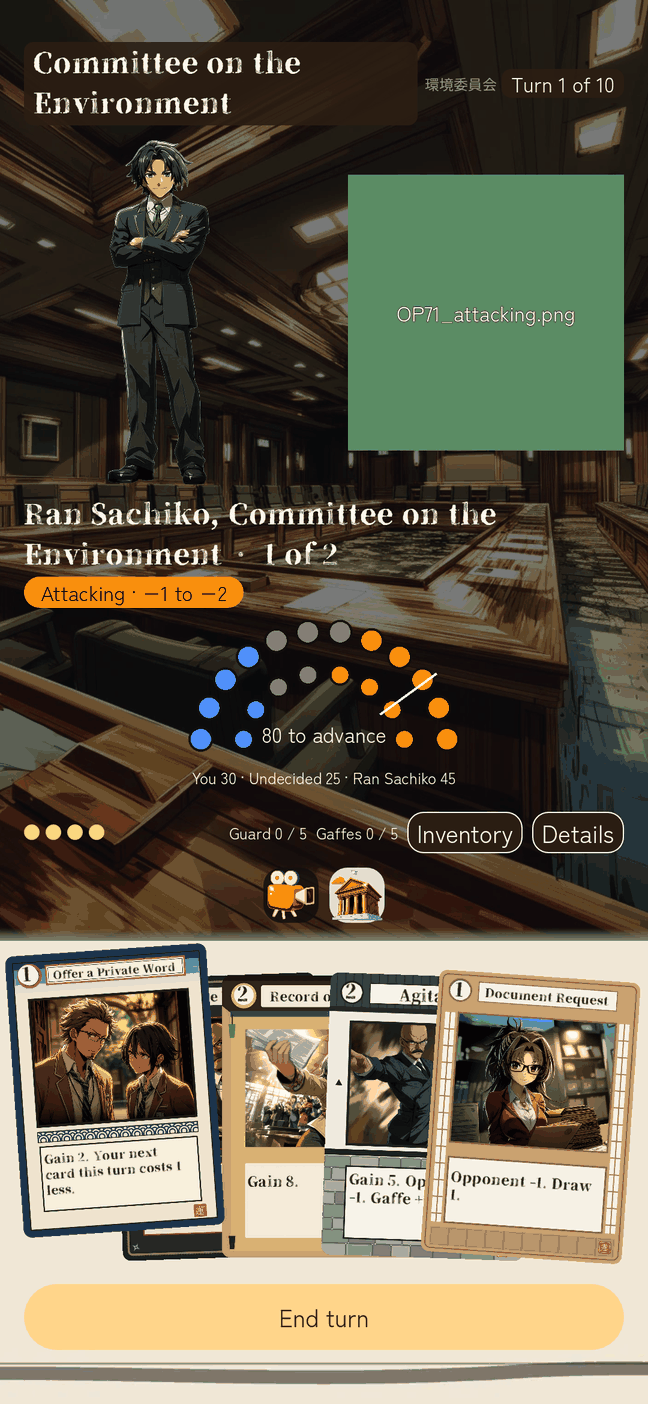 Committee on the
Environment
環境委員会
Turn 1 of 10
OP71_attacking.png
Ran Sachiko, Committee on the
Environment · 1 of 2
Attacking · −1 to −2
80 to advance
You 30 · Undecided 25 · Ran Sachiko 45
Guard 0 / 5 Gaffes 0 / 5
Inventory
Details
1 Offer a Private Word
Gain 2. Your next
card this turn costs 1
less.
2 Record o
Gain 8.
2 Agita
Gain 5. Op
-1. Gaffe +
1 Document Request
Opponent -1. Draw
1.
End turn